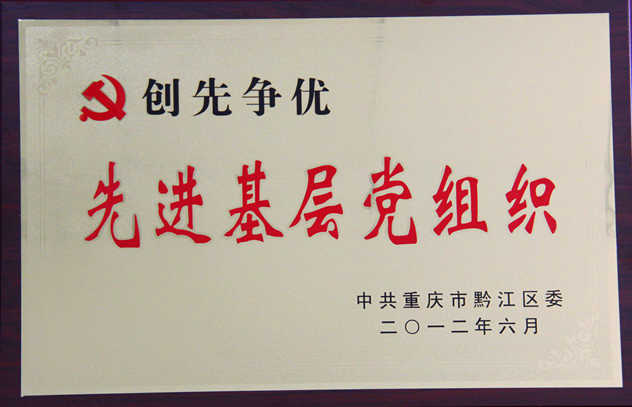 创先争优
先进基层党组织
中共重庆市黔江区委
二〇一二年六月